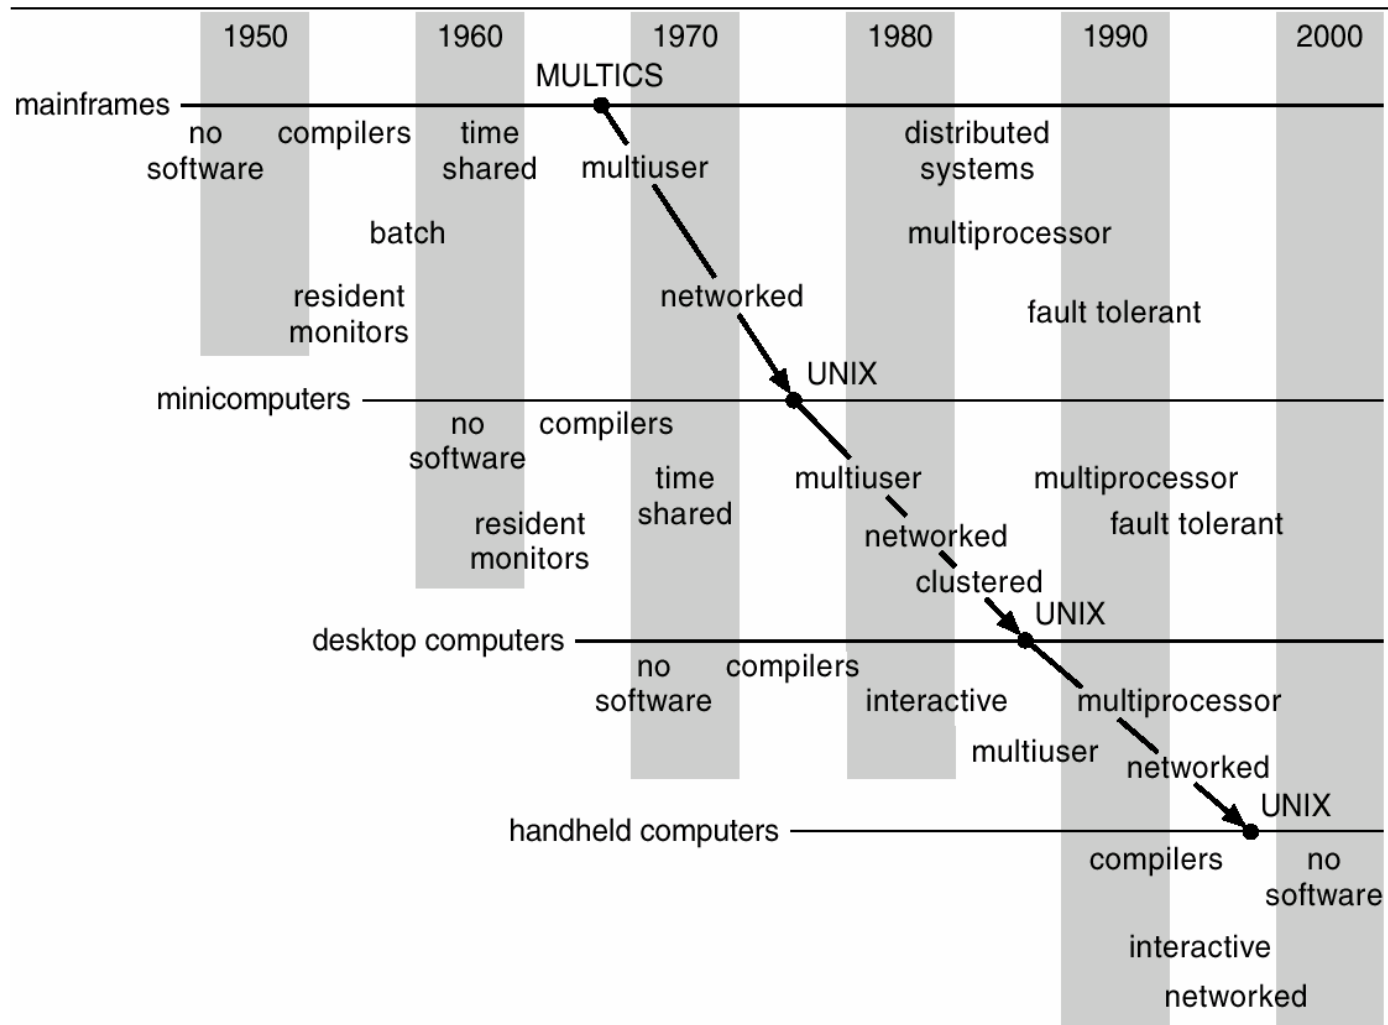 1950 1960 1970 1980 1990 2000
MULTICS
mainframes
no compilers time distributed
software shared multiuser systems
batch multiprocessor
resident networked fault tolerant
monitors
UNIX
minicomputers
no compilers
software
time multiuser multiprocessor
shared
resident networked fault tolerant
monitors
clustered
UNIX
desktop computers
no compilers
software interactive multiprocessor
multiuser
networked
UNIX
handheld computers
compilers no
software
interactive
networked